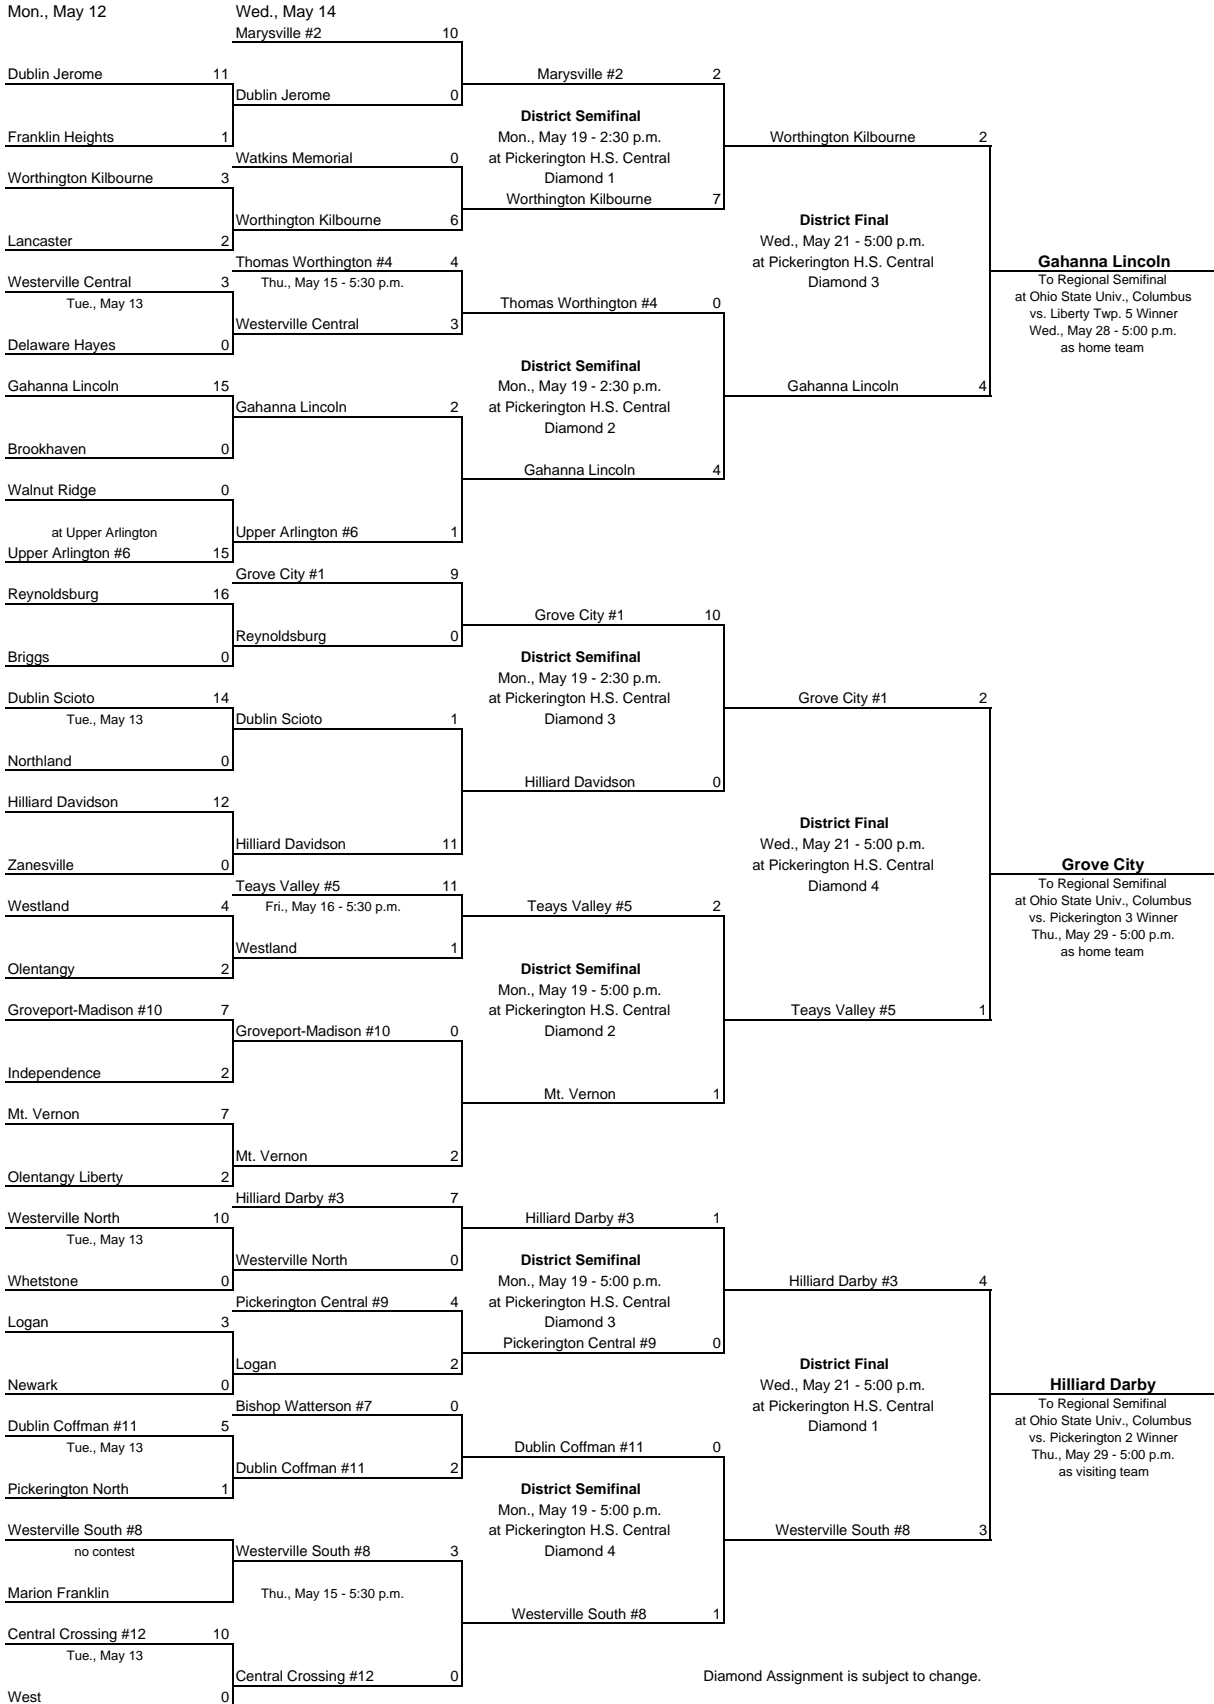 Mon., May 12
Wed., May 14
Marysville #2 10
Dublin Jerome 11
Marysville #2 2
Dublin Jerome 0
District Semifinal
Franklin Heights 1
Mon., May 19 - 2:30 p.m.
Worthington Kilbourne 2
Watkins Memorial 0
at Pickerington H.S. Central
Worthington Kilbourne 3
Diamond 1
Worthington Kilbourne 7
Worthington Kilbourne 6
District Final
Lancaster 2
Wed., May 21 - 5:00 p.m.
Thomas Worthington #4 4
at Pickerington H.S. Central
Gahanna Lincoln
Westerville Central 3
Thu., May 15 - 5:30 p.m.
Diamond 3
To Regional Semifinal
Tue., May 13
Thomas Worthington #4 0
at Ohio State Univ., Columbus
vs. Liberty Twp. 5 Winner
Westerville Central 3
Wed., May 28 - 5:00 p.m.
Delaware Hayes 0
as home team
District Semifinal
Gahanna Lincoln 15
Mon., May 19 - 2:30 p.m.
Gahanna Lincoln 4
Gahanna Lincoln 2
at Pickerington H.S. Central
Diamond 2
Brookhaven 0
Gahanna Lincoln 4
Walnut Ridge 0
at Upper Arlington
Upper Arlington #6 1
Upper Arlington #6 15
Grove City #1 9
Reynoldsburg 16
Grove City #1 10
Reynoldsburg 0
Briggs 0
District Semifinal
Mon., May 19 - 2:30 p.m.
Dublin Scioto 14
at Pickerington H.S. Central
Grove City #1 2
Tue., May 13
Dublin Scioto 1
Diamond 3
Northland 0
Hilliard Davidson 0
Hilliard Davidson 12
District Final
Hilliard Davidson 11
Wed., May 21 - 5:00 p.m.
Zanesville 0
at Pickerington H.S. Central
Grove City
Teays Valley #5 11
Diamond 4
To Regional Semifinal
Westland 4
Fri., May 16 - 5:30 p.m.
Teays Valley #5 2
at Ohio State Univ., Columbus
vs. Pickerington 3 Winner
Westland 1
Thu., May 29 - 5:00 p.m.
as home team
Olentangy 2
District Semifinal
Mon., May 19 - 5:00 p.m.
Groveport-Madison #10 7
at Pickerington H.S. Central
Teays Valley #5 1
Groveport-Madison #10 0
Diamond 2
Independence 2
Mt. Vernon 1
Mt. Vernon 7
Mt. Vernon 2
Olentangy Liberty 2
Hilliard Darby #3 7
Westerville North 10
Hilliard Darby #3 1
Tue., May 13
Westerville North 0
District Semifinal
Whetstone 0
Mon., May 19 - 5:00 p.m.
Hilliard Darby #3 4
Pickerington Central #9 4
at Pickerington H.S. Central
Logan 3
Diamond 3
Pickerington Central #9 0
Logan 2
District Final
Newark 0
Wed., May 21 - 5:00 p.m.
Hilliard Darby
Bishop Watterson #7 0
at Pickerington H.S. Central
To Regional Semifinal
Dublin Coffman #11 5
Diamond 1
at Ohio State Univ., Columbus
Tue., May 13
Dublin Coffman #11 0
vs. Pickerington 2 Winner
Dublin Coffman #11 2
Thu., May 29 - 5:00 p.m.
as visiting team
Pickerington North 1
District Semifinal
Mon., May 19 - 5:00 p.m.
Westerville South #8
at Pickerington H.S. Central
Westerville South #8 3
no contest
Westerville South #8 3
Diamond 4
Marion Franklin
Thu., May 15 - 5:30 p.m.
Westerville South #8 1
Central Crossing #12 10
Tue., May 13
Central Crossing #12 0
Diamond Assignment is subject to change.
West 0